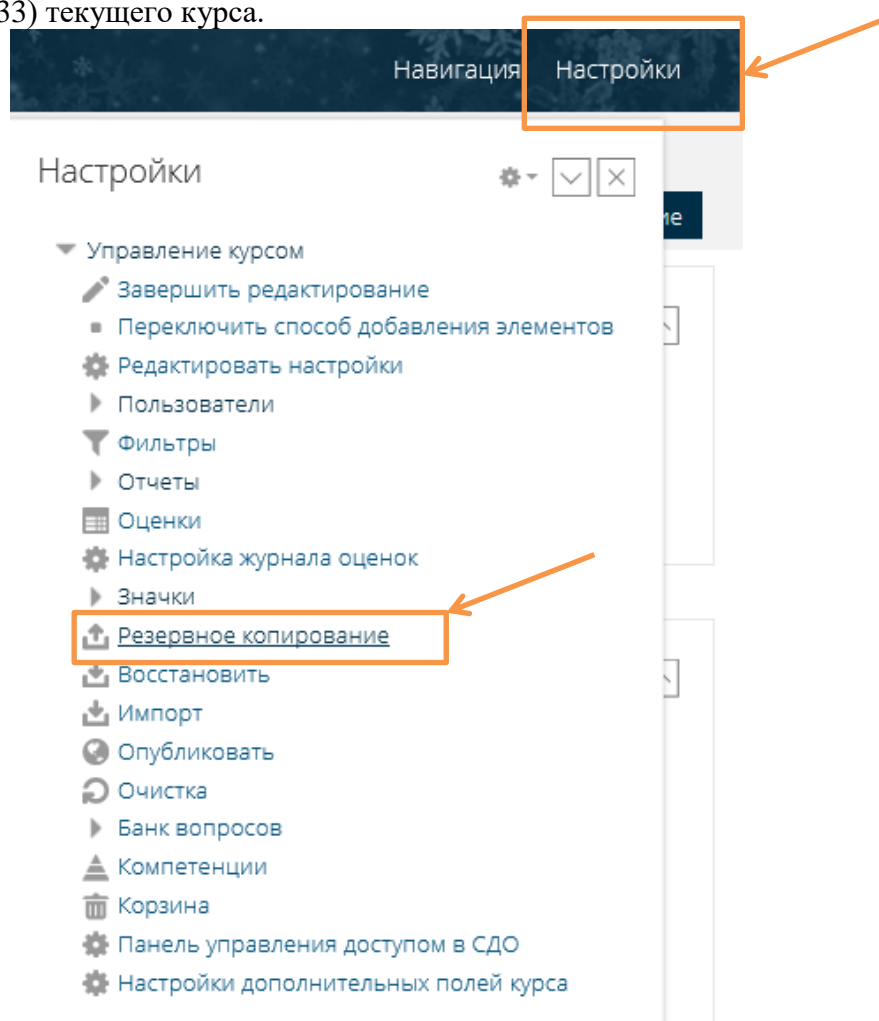 33) текущего курса.
Навигация Настройки
Настройки
ие
Управление курсом
Завершить редактирование
Переключить способ добавления элементов
Редактировать настройки
Пользователи
Фильтры
Отчеты
Оценки
Настройка журнала оценок
Значки
Резервное копирование
Восстановить
Импорт
Опубликовать
Очистка
Банк вопросов
Компетенции
Корзина
Панель управления доступом в СДО
Настройки дополнительных полей курса